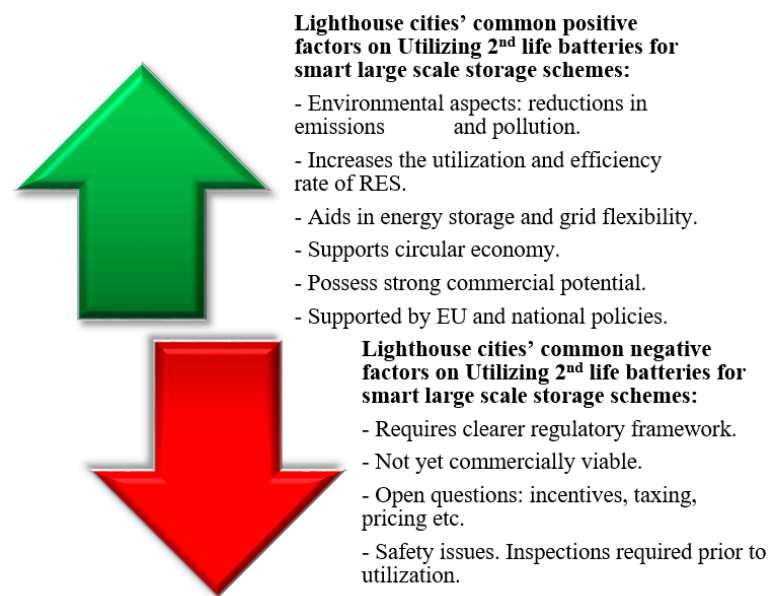 Lighthouse cities’ common positive
factors on Utilizing 2nd life batteries for
smart large scale storage schemes:
- Environmental aspects: reductions in
emissions and pollution.
- Increases the utilization and efficiency
rate of RES.
- Aids in energy storage and grid flexibility.
- Supports circular economy.
- Possess strong commercial potential.
- Supported by EU and national policies.
Lighthouse cities’ common negative
factors on Utilizing 2nd life batteries for
smart large scale storage schemes:
- Requires clearer regulatory framework.
- Not yet commercially viable.
- Open questions: incentives, taxing,
pricing etc.
- Safety issues. Inspections required prior to
utilization.